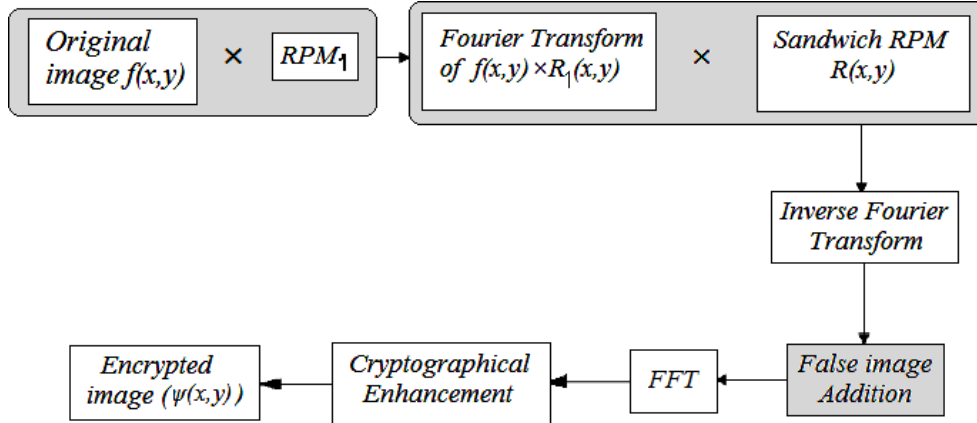 Original
image f(x,y)
×
RPM₁
Fourier Transform
of f(x,y)×R₁(x,y)
×
Sandwich RPM
R(x,y)
Inverse Fourier
Transform
False image
Addition
FFT
Cryptographical
Enhancement
Encrypted
image (ψ(x,y))